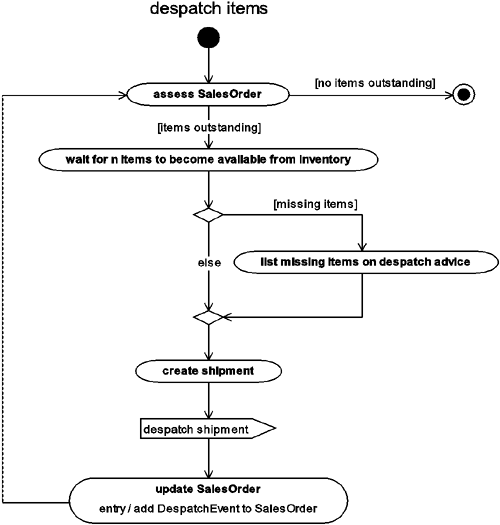 despatch items
assess SalesOrder
[no items outstanding]
[items outstanding]
wait for n items to become available from Inventory
[missing items]
else
list missing items on despatch advice
create shipment
despatch shipment
update SalesOrder
entry / add DespatchEvent to SalesOrder